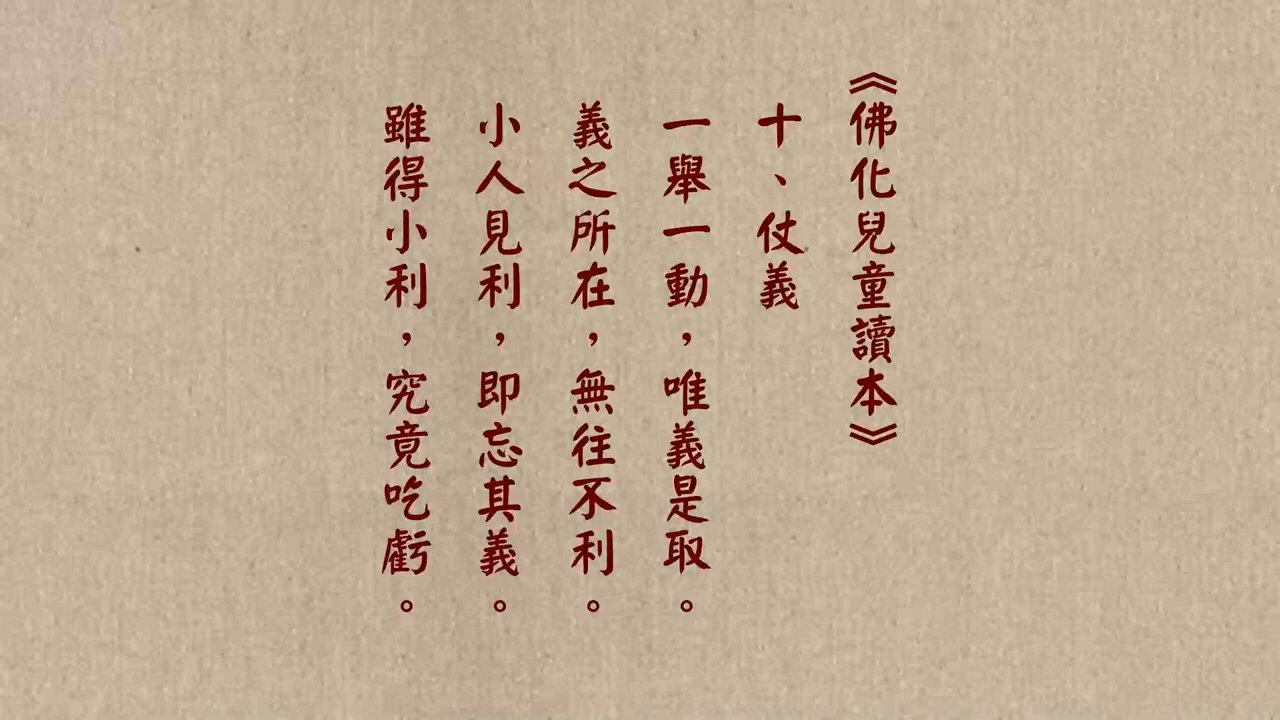 《佛化兒童讀本》
十、仗義
一舉一動，唯義是取。
義之所在，無往不利。
小人見利，即忘其義。
雖得小利，究竟吃虧。